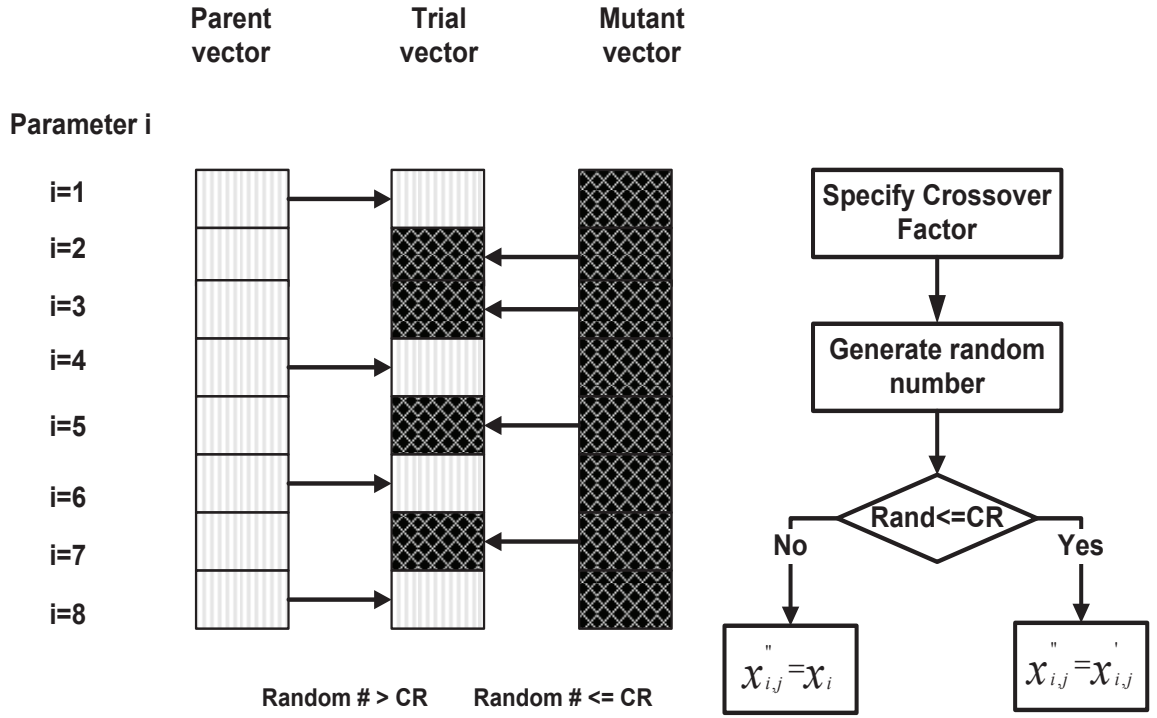 Parent vector
Trial vector
Mutant vector
Parameter i
i=1
i=2
i=3
i=4
i=5
i=6
i=7
i=8
Random # > CR
Random # <= CR
Specify Crossover
Factor
Generate random
number
Rand<=CR
No
Yes
x''i,j=xi
x''i,j=x'i,j